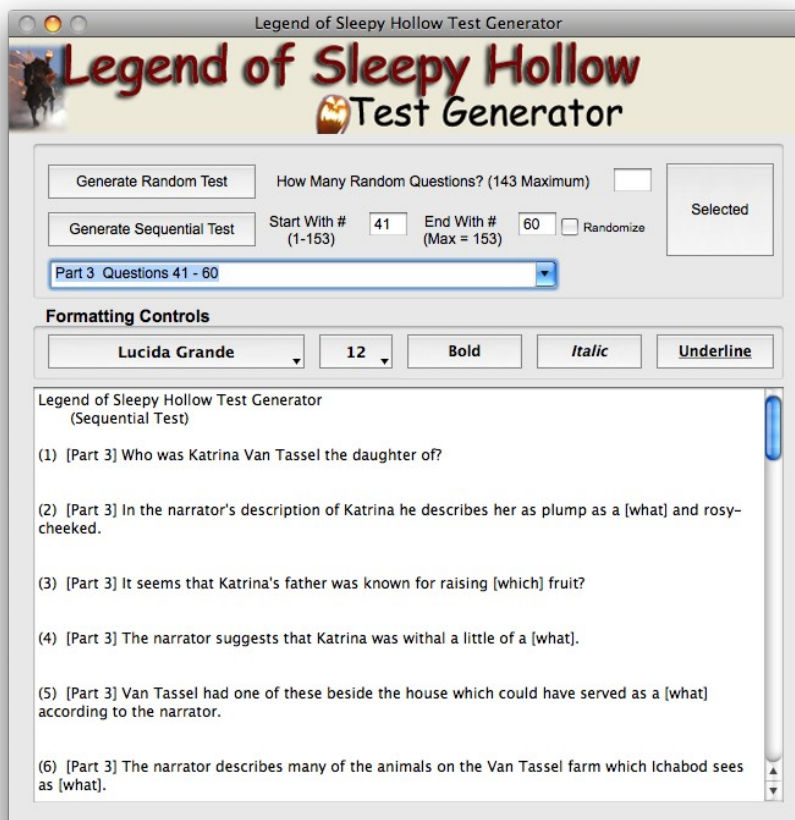 Legend of Sleepy Hollow Test Generator
Legend of Sleepy Hollow
Test Generator
Generate Random Test
How Many Random Questions? (143 Maximum)
Selected
Generate Sequential Test
Start With #
(1-153)
41
End With #
(Max = 153)
60
Randomize
Part 3 Questions 41 - 60
Formatting Controls
Lucida Grande
12
Bold
Italic
Underline
Legend of Sleepy Hollow Test Generator
(Sequential Test)
(1) [Part 3] Who was Katrina Van Tassel the daughter of?
(2) [Part 3] In the narrator's description of Katrina he describes her as plump as a [what] and rosy-
cheeked.
(3) [Part 3] It seems that Katrina's father was known for raising [which] fruit?
(4) [Part 3] The narrator suggests that Katrina was withal a little of a [what].
(5) [Part 3] Van Tassel had one of these beside the house which could have served as a [what]
according to the narrator.
(6) [Part 3] The narrator describes many of the animals on the Van Tassel farm which Ichabod sees
as [what].